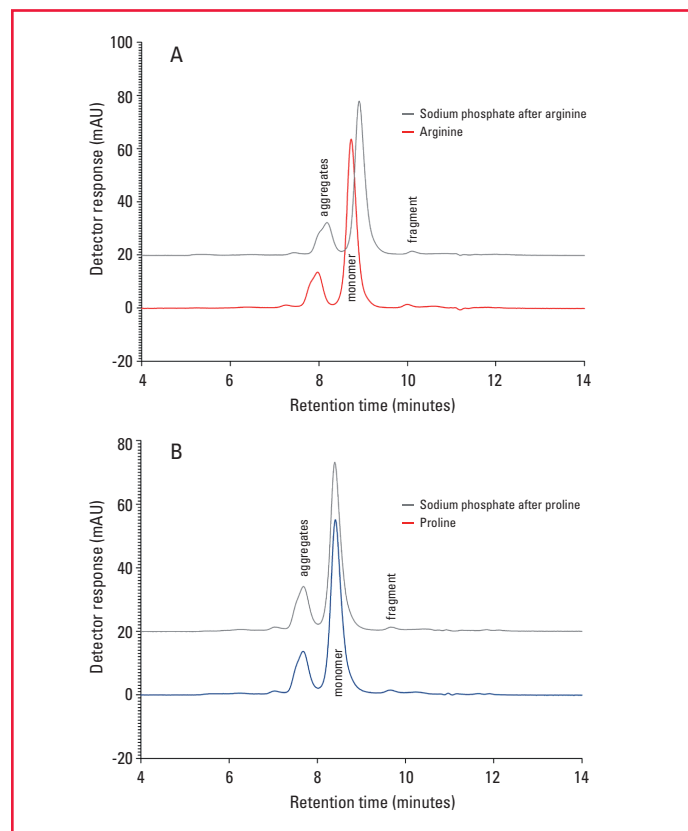 A
100
80
60
40
20
0
-20
Detector response (mAU)
Sodium phosphate after arginine
Arginine
aggregates
monomer
fragment
4 6 8 10 12 14
Retention time (minutes)
B
80
60
40
20
0
-20
Detector response (mAU)
Sodium phosphate after proline
Proline
aggregates
monomer
fragment
4 6 8 10 12 14
Retention time (minutes)